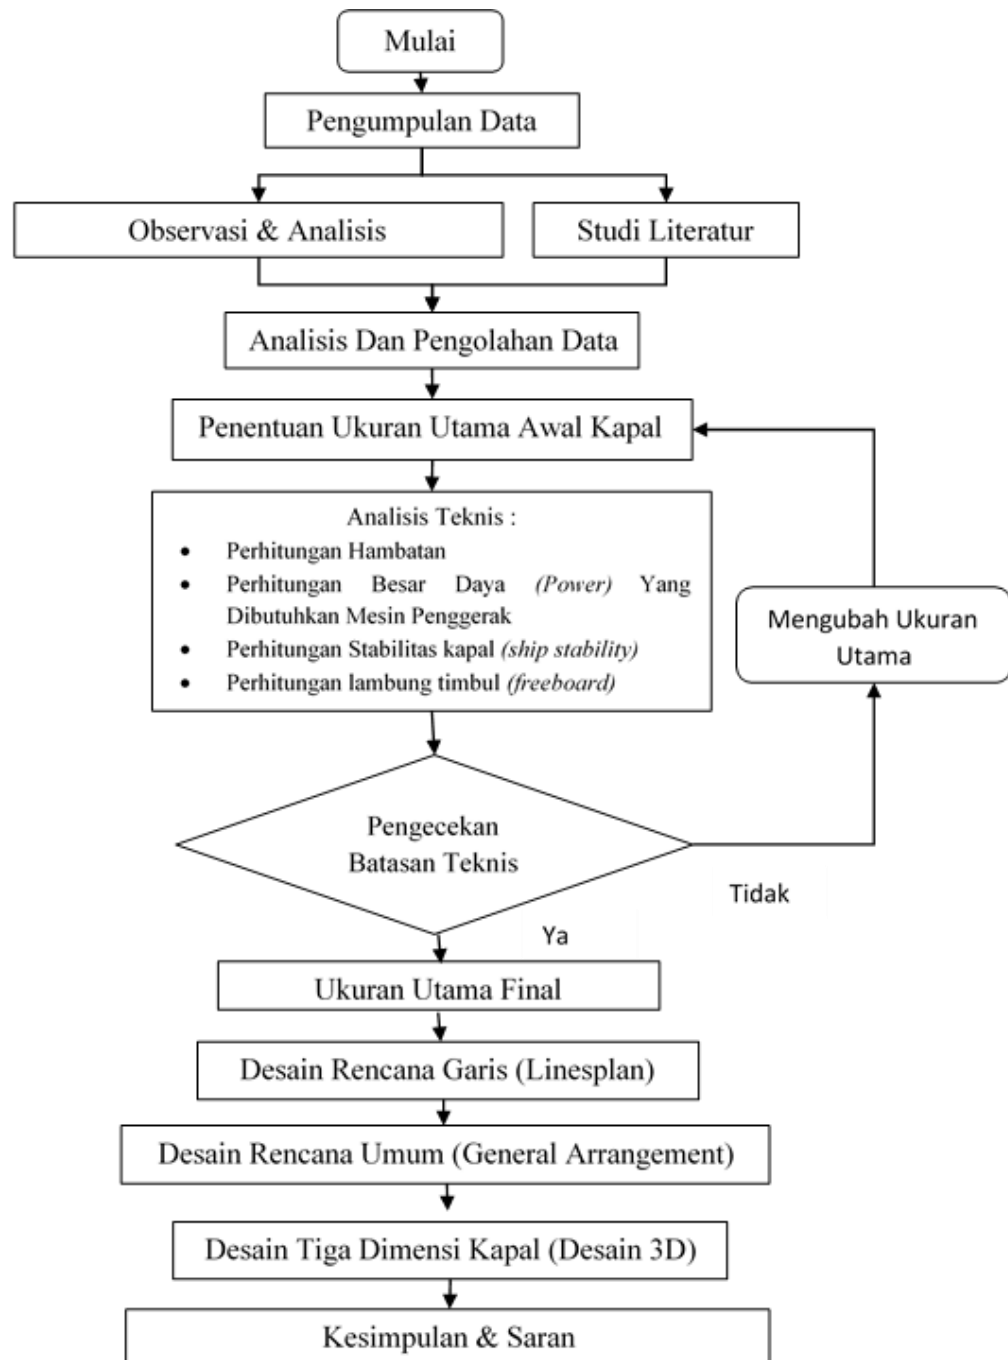 Mulai
Pengumpulan Data
Observasi & Analisis
Studi Literatur
Analisis Dan Pengolahan Data
Penentuan Ukuran Utama Awal Kapal
Analisis Teknis :
• Perhitungan Hambatan
• Perhitungan Besar Daya (Power) Yang
Dibutuhkan Mesin Penggerak
• Perhitungan Stabilitas kapal (ship stability)
• Perhitungan lambung timbul (freeboard)
Mengubah Ukuran
Utama
Pengecekan
Batasan Teknis
Tidak
Ya
Ukuran Utama Final
Desain Rencana Garis (Linesplan)
Desain Rencana Umum (General Arrangement)
Desain Tiga Dimensi Kapal (Desain 3D)
Kesimpulan & Saran